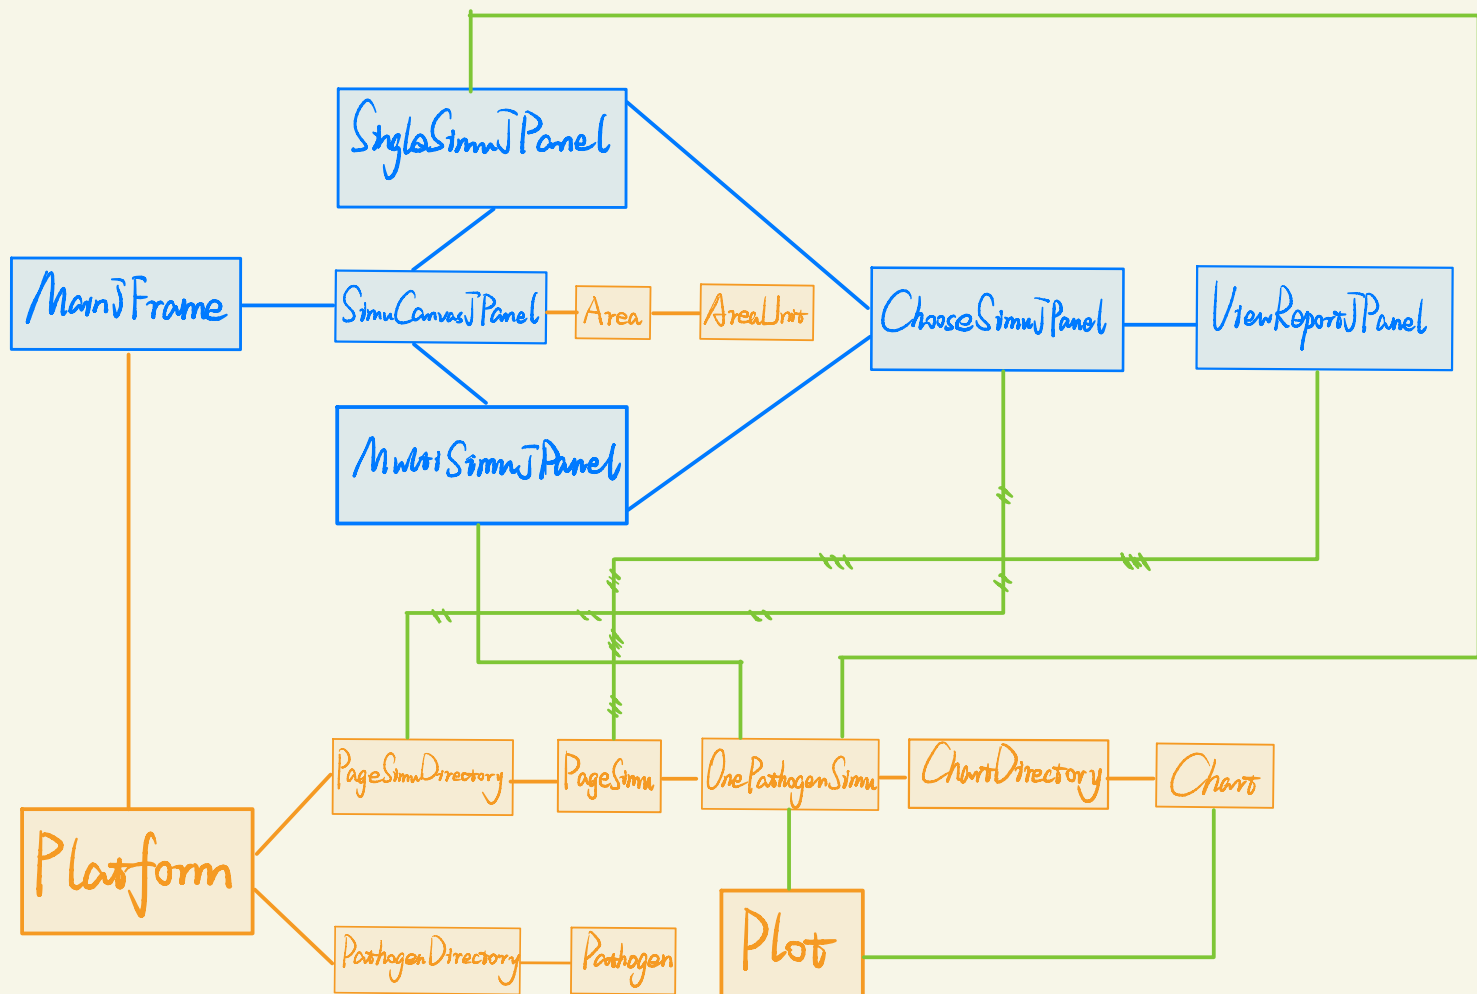 SingleSimuJPanel
MainJFrame
SimuCanvasJPanel
Area
AreaUnit
ChooseSimuJPanel
ViewReportJPanel
MultiSimuJPanel
PageSimuDirectory
PageSimu
OnePathogenSimu
ChartDirectory
Chart
Platform
PathogenDirectory
Pathogen
Plot